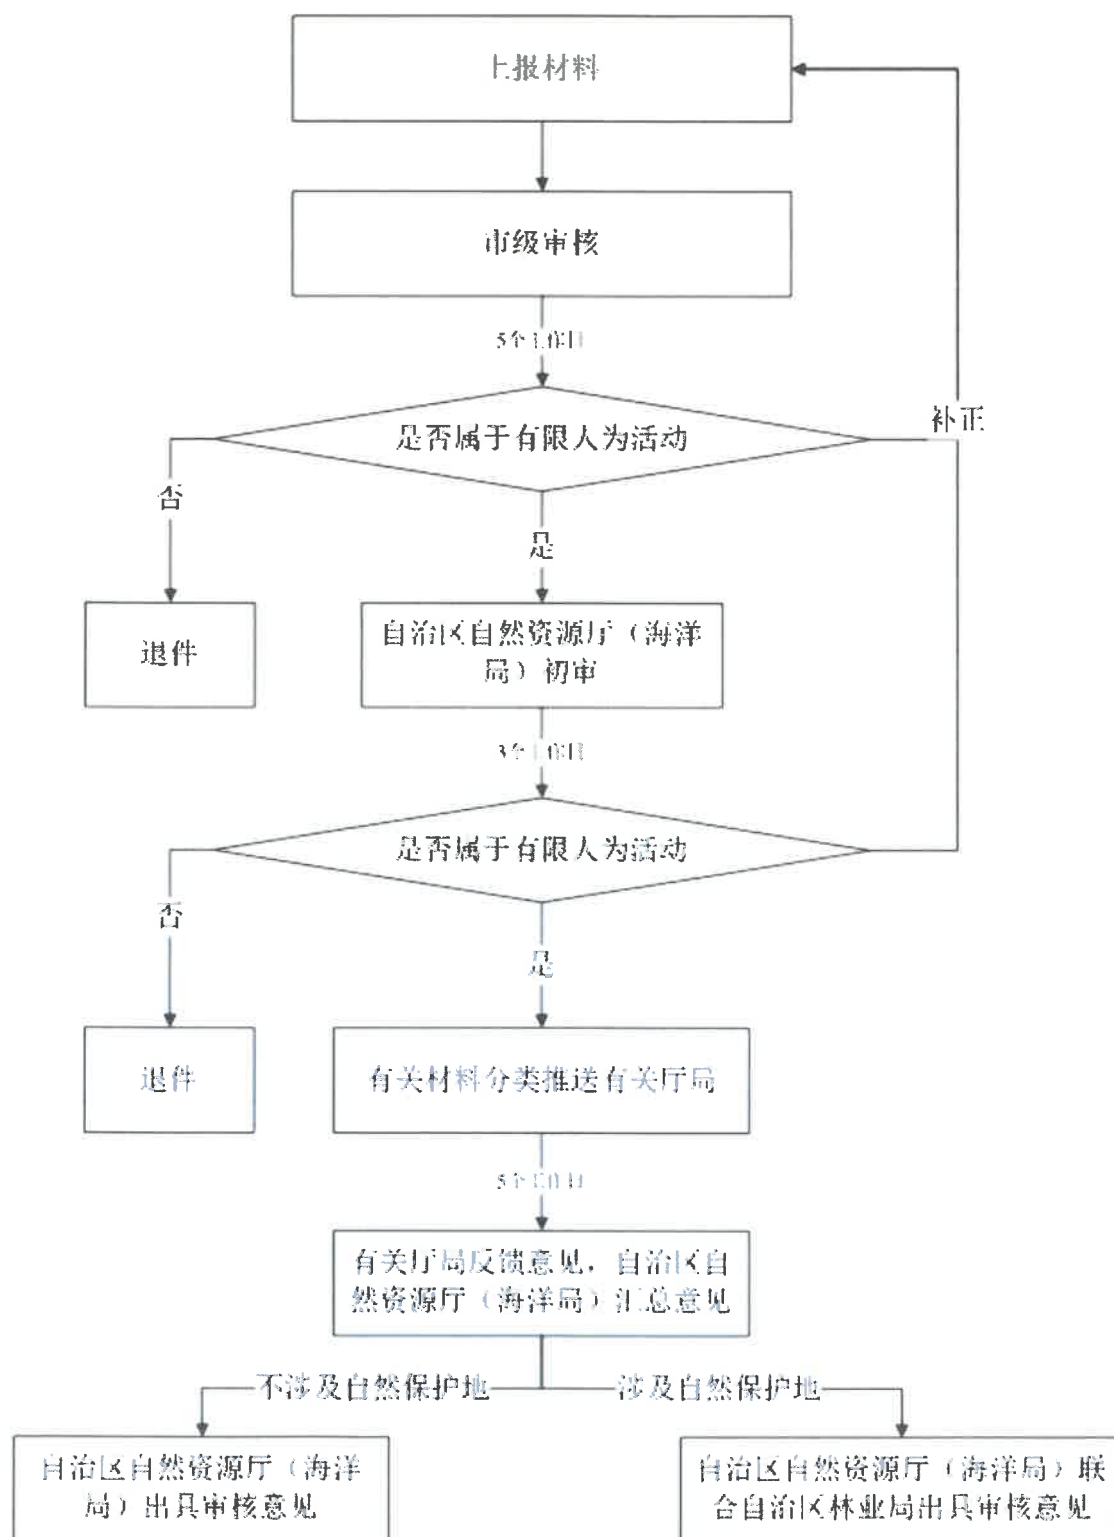 上报材料
市级审核
5个工作日
是否属于有限人为活动
补正
否
是
退件
自治区自然资源厅（海洋
局）初审
3个工作日
是否属于有限人为活动
否
是
退件
有关材料分类推送有关厅局
5个工作日
有关厅局反馈意见，自治区自
然资源厅（海洋局）汇总意见
不涉及自然保护地
涉及自然保护地
自治区自然资源厅（海洋
局）出具审核意见
自治区自然资源厅（海洋局）联
合自治区林业局出具审核意见